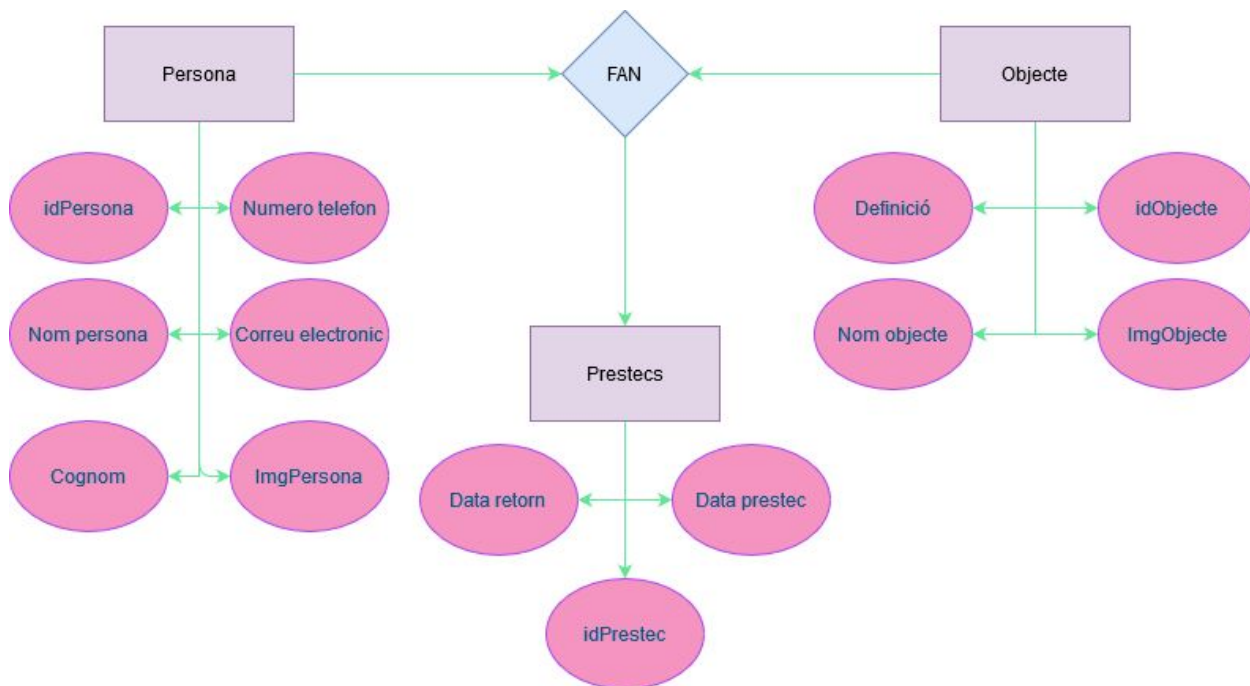 Persona
FAN
Objecte
idPersona
Numero telefon
Definició
idObjecte
Nom persona
Correu electronic
Nom objecte
ImgObjecte
Prestecs
Cognom
ImgPersona
Data retorn
Data prestec
idPrestec